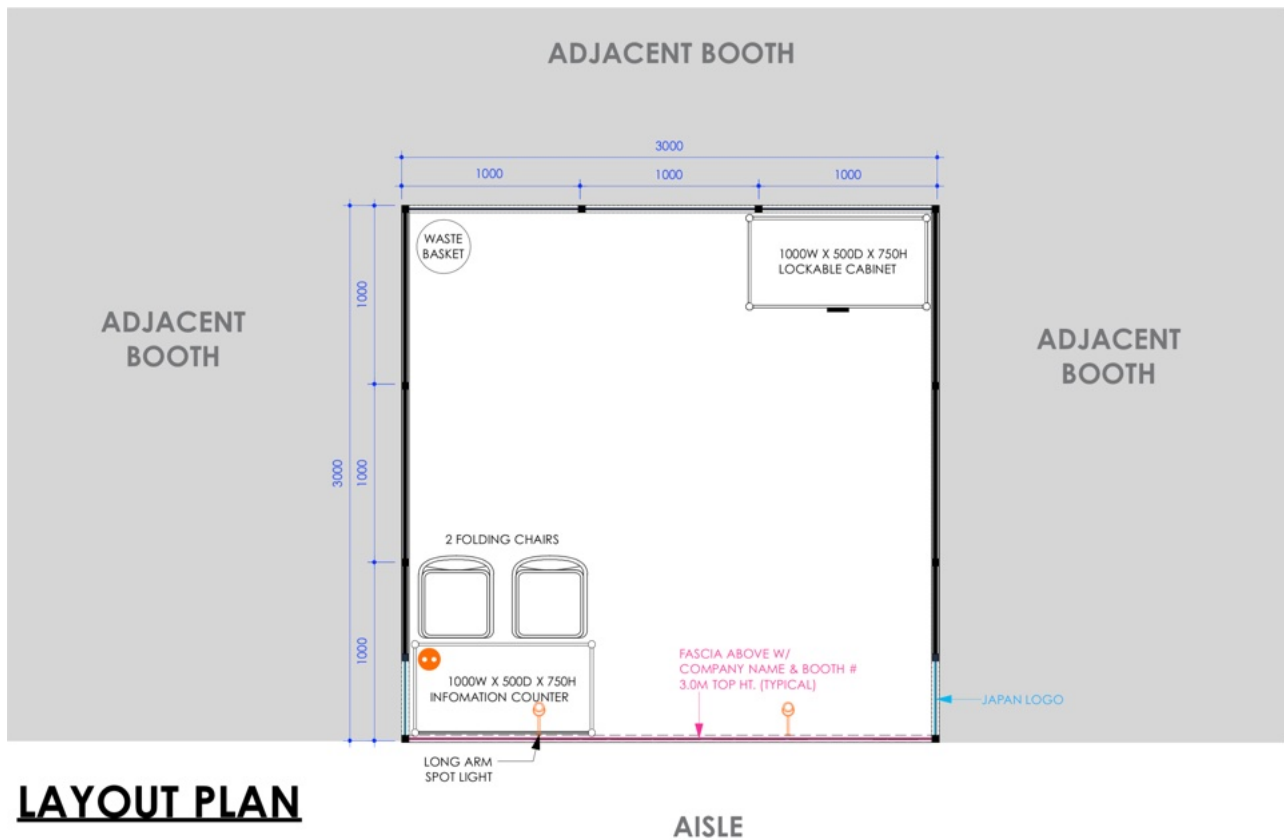 ADJACENT BOOTH
3000
1000
1000
1000
WASTE
BASKET
1000W X 500D X 750H
LOCKABLE CABINET
1000
ADJACENT
BOOTH
ADJACENT
BOOTH
3000
1000
2 FOLDING CHAIRS
1000
FASCIA ABOVE W/
COMPANY NAME & BOOTH #
3.0M TOP HT. (TYPICAL)
1000W X 500D X 750H
INFOMATION COUNTER
JAPAN LOGO
LONG ARM
SPOT LIGHT
LAYOUT PLAN
AISLE